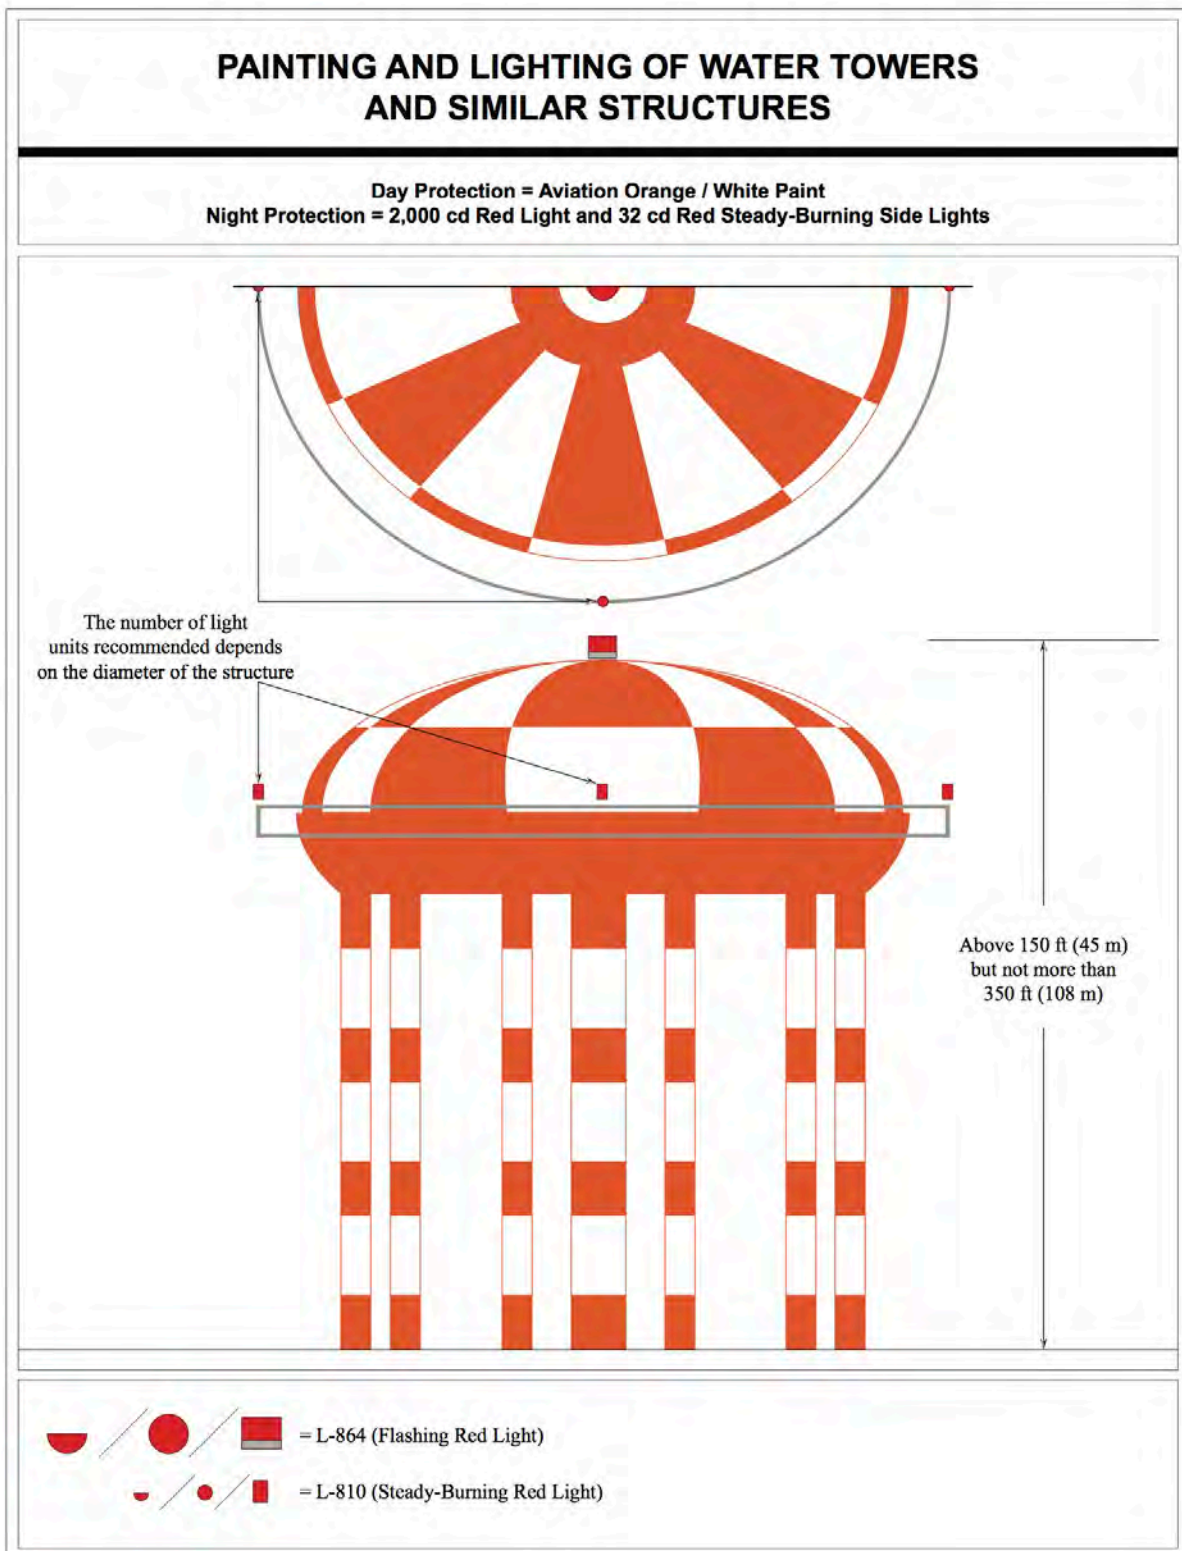 PAINTING AND LIGHTING OF WATER TOWERS
AND SIMILAR STRUCTURES
Day Protection = Aviation Orange / White Paint
Night Protection = 2,000 cd Red Light and 32 cd Red Steady-Burning Side Lights
The number of light
units recommended depends
on the diameter of the structure
Above 150 ft (45 m)
but not more than
350 ft (108 m)
= L-864 (Flashing Red Light)
= L-810 (Steady-Burning Red Light)